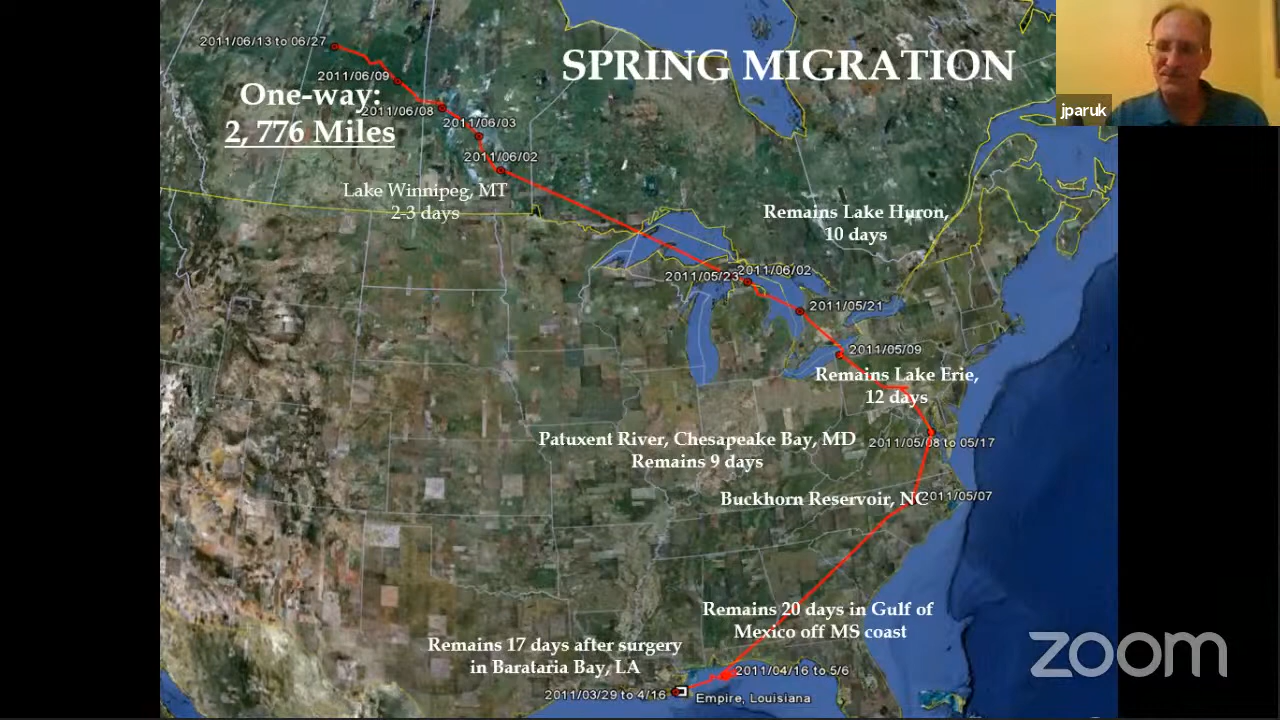 SPRING MIGRATION
jparuk
2011/06/13 to 06/27
2011/06/09
One-way:
2, 776 Miles
2011/06/08
2011/06/03
2011/06/02
Lake Winnipeg, MT
2-3 days
Remains Lake Huron,
10 days
2011/05/23
2011/06/02
2011/05/21
2011/05/09
Remains Lake Erie,
12 days
Patuxent River, Chesapeake Bay, MD
Remains 9 days
2011/05/08 to 05/17
Buckhorn Reservoir, NC
2011/05/07
Remains 20 days in Gulf of
Mexico off MS coast
Remains 17 days after surgery
in Barataria Bay, LA
2011/04/16 to 5/6
2011/03/29 to 4/16
Empire, Louisiana
zoom